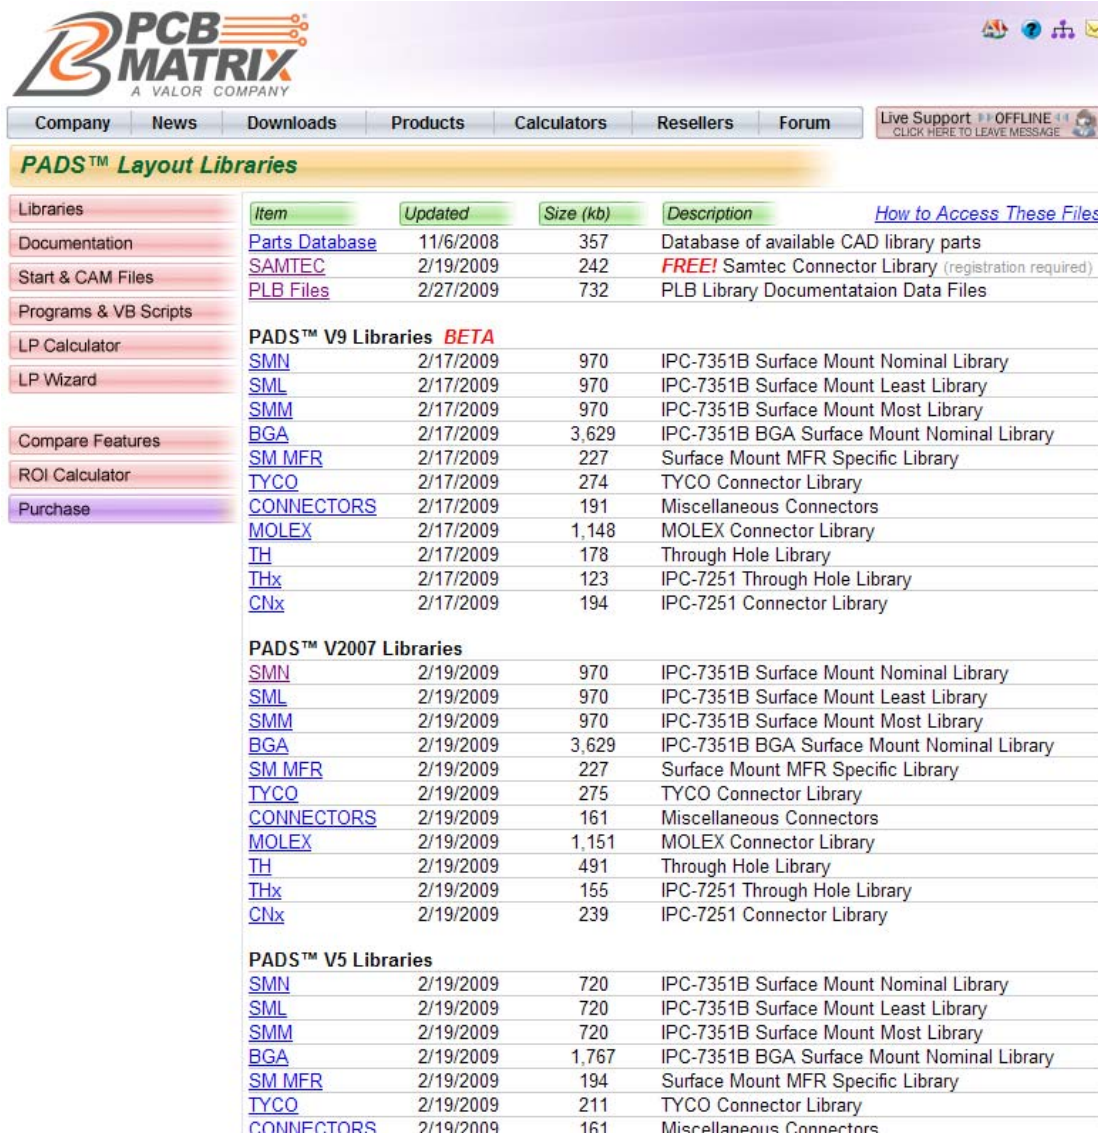 PCB
MATRIX
A VALOR COMPANY
Company News Downloads Products Calculators Resellers Forum
Live Support OFFLINE
CLICK HERE TO LEAVE MESSAGE
PADS™ Layout Libraries
Libraries
Documentation
Start & CAM Files
Programs & VB Scripts
LP Calculator
LP Wizard
Compare Features
ROI Calculator
Purchase
Item Updated Size (kb) Description How to Access These Files
Parts Database 11/6/2008 357 Database of available CAD library parts
SAMTEC 2/19/2009 242 FREE! Samtec Connector Library (registration required)
PLB Files 2/27/2009 732 PLB Library Documentataion Data Files
PADS™ V9 Libraries BETA
SMN 2/17/2009 970 IPC-7351B Surface Mount Nominal Library
SML 2/17/2009 970 IPC-7351B Surface Mount Least Library
SMM 2/17/2009 970 IPC-7351B Surface Mount Most Library
BGA 2/17/2009 3,629 IPC-7351B BGA Surface Mount Nominal Library
SM MFR 2/17/2009 227 Surface Mount MFR Specific Library
TYCO 2/17/2009 274 TYCO Connector Library
CONNECTORS 2/17/2009 191 Miscellaneous Connectors
MOLEX 2/17/2009 1,148 MOLEX Connector Library
TH 2/17/2009 178 Through Hole Library
THx 2/17/2009 123 IPC-7251 Through Hole Library
CNx 2/17/2009 194 IPC-7251 Connector Library
PADS™ V2007 Libraries
SMN 2/19/2009 970 IPC-7351B Surface Mount Nominal Library
SML 2/19/2009 970 IPC-7351B Surface Mount Least Library
SMM 2/19/2009 970 IPC-7351B Surface Mount Most Library
BGA 2/19/2009 3,629 IPC-7351B BGA Surface Mount Nominal Library
SM MFR 2/19/2009 227 Surface Mount MFR Specific Library
TYCO 2/19/2009 275 TYCO Connector Library
CONNECTORS 2/19/2009 161 Miscellaneous Connectors
MOLEX 2/19/2009 1,151 MOLEX Connector Library
TH 2/19/2009 491 Through Hole Library
THx 2/19/2009 155 IPC-7251 Through Hole Library
CNx 2/19/2009 239 IPC-7251 Connector Library
PADS™ V5 Libraries
SMN 2/19/2009 720 IPC-7351B Surface Mount Nominal Library
SML 2/19/2009 720 IPC-7351B Surface Mount Least Library
SMM 2/19/2009 720 IPC-7351B Surface Mount Most Library
BGA 2/19/2009 1,767 IPC-7351B BGA Surface Mount Nominal Library
SM MFR 2/19/2009 194 Surface Mount MFR Specific Library
TYCO 2/19/2009 211 TYCO Connector Library
CONNECTORS 2/19/2009 161 Miscellaneous Connectors